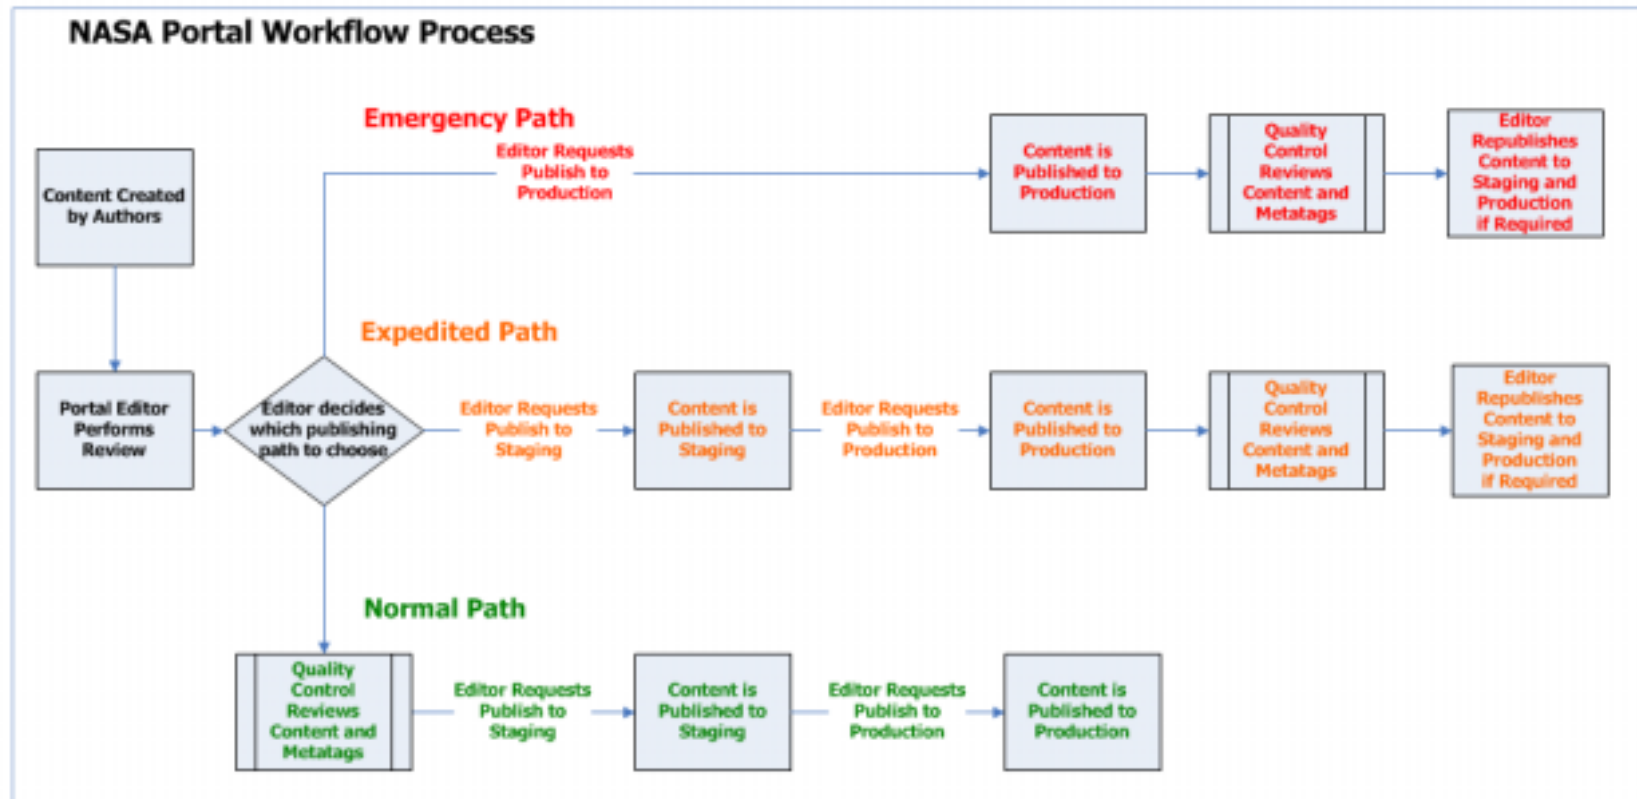 NASA Portal Workflow Process
Emergency Path
Editor Requests
Publish to
Production
Content is
Published to
Production
Quality
Control
Reviews
Content and
Metatags
Editor
Republishes
Content to
Staging and
Production
if Required
Content Created
by Authors
Expedited Path
Portal Editor
Performs
Review
Editor decides
which publishing
path to choose
Editor Requests
Publish to
Staging
Content is
Published to
Staging
Editor Requests
Publish to
Production
Content is
Published to
Production
Quality
Control
Reviews
Content and
Metatags
Editor
Republishes
Content to
Staging and
Production
if Required
Normal Path
Quality
Control
Reviews
Content and
Metatags
Editor Requests
Publish to
Staging
Content is
Published to
Staging
Editor Requests
Publish to
Production
Content is
Published to
Production